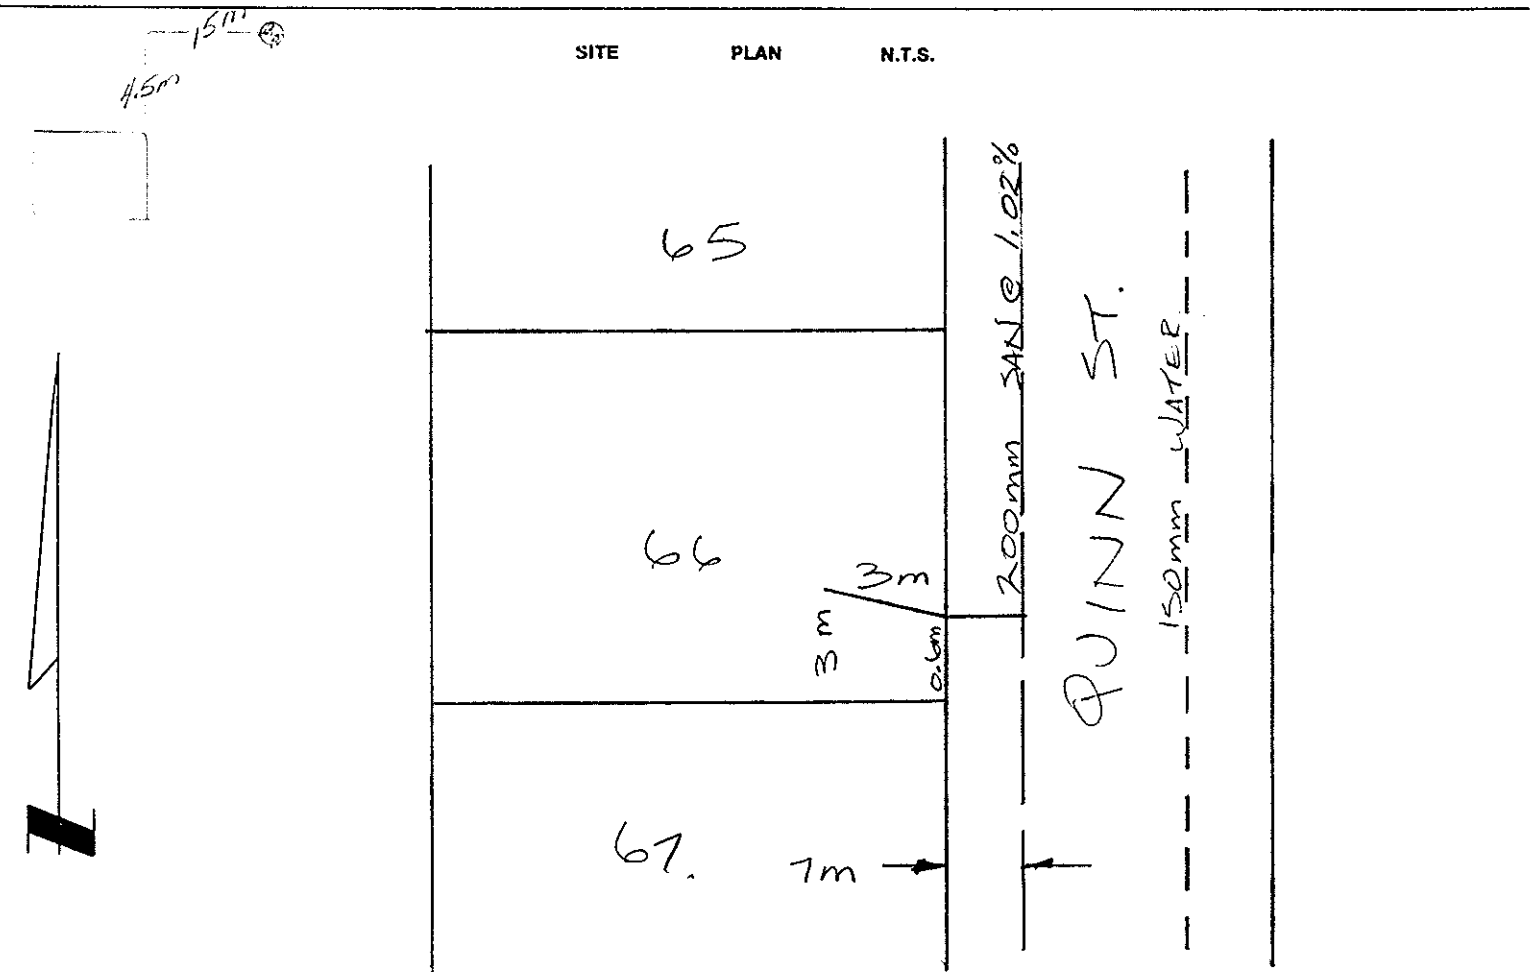 15m
4.5m
SITE PLAN N.T.S.
65
200mm SAN @ 1.02%
QUINN ST.
150mm WATER
66
3m
3m
0.6m
67.
7m